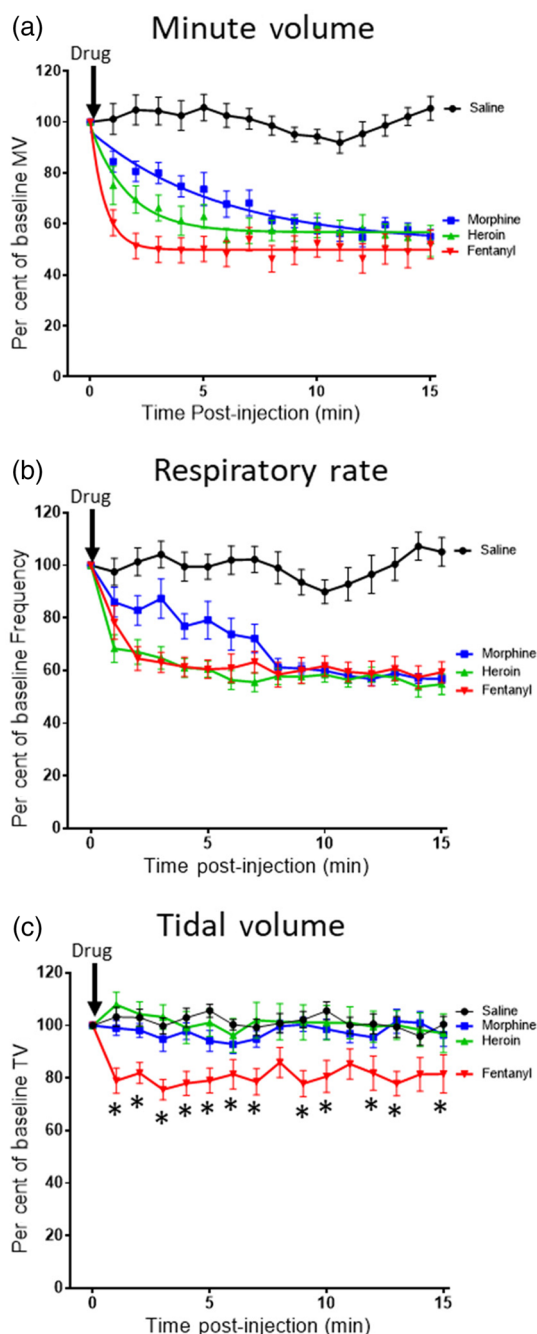 (a) Minute volume
Drug
120
100
80
60
40
20
0
Per cent of baseline MV
Saline
Morphine
Heroin
Fentanyl
0 5 10 15
Time Post-injection (min)
(b) Respiratory rate
Drug
120
100
80
60
40
20
0
Per cent of baseline Frequency
Saline
Morphine
Heroin
Fentanyl
0 5 10 15
Time post-injection (min)
(c) Tidal volume
Drug
120
100
80
60
40
20
0
Per cent of baseline TV
Saline
Morphine
Heroin
Fentanyl
* * * * * * * * * * * *
0 5 10 15
Time post-injection (min)